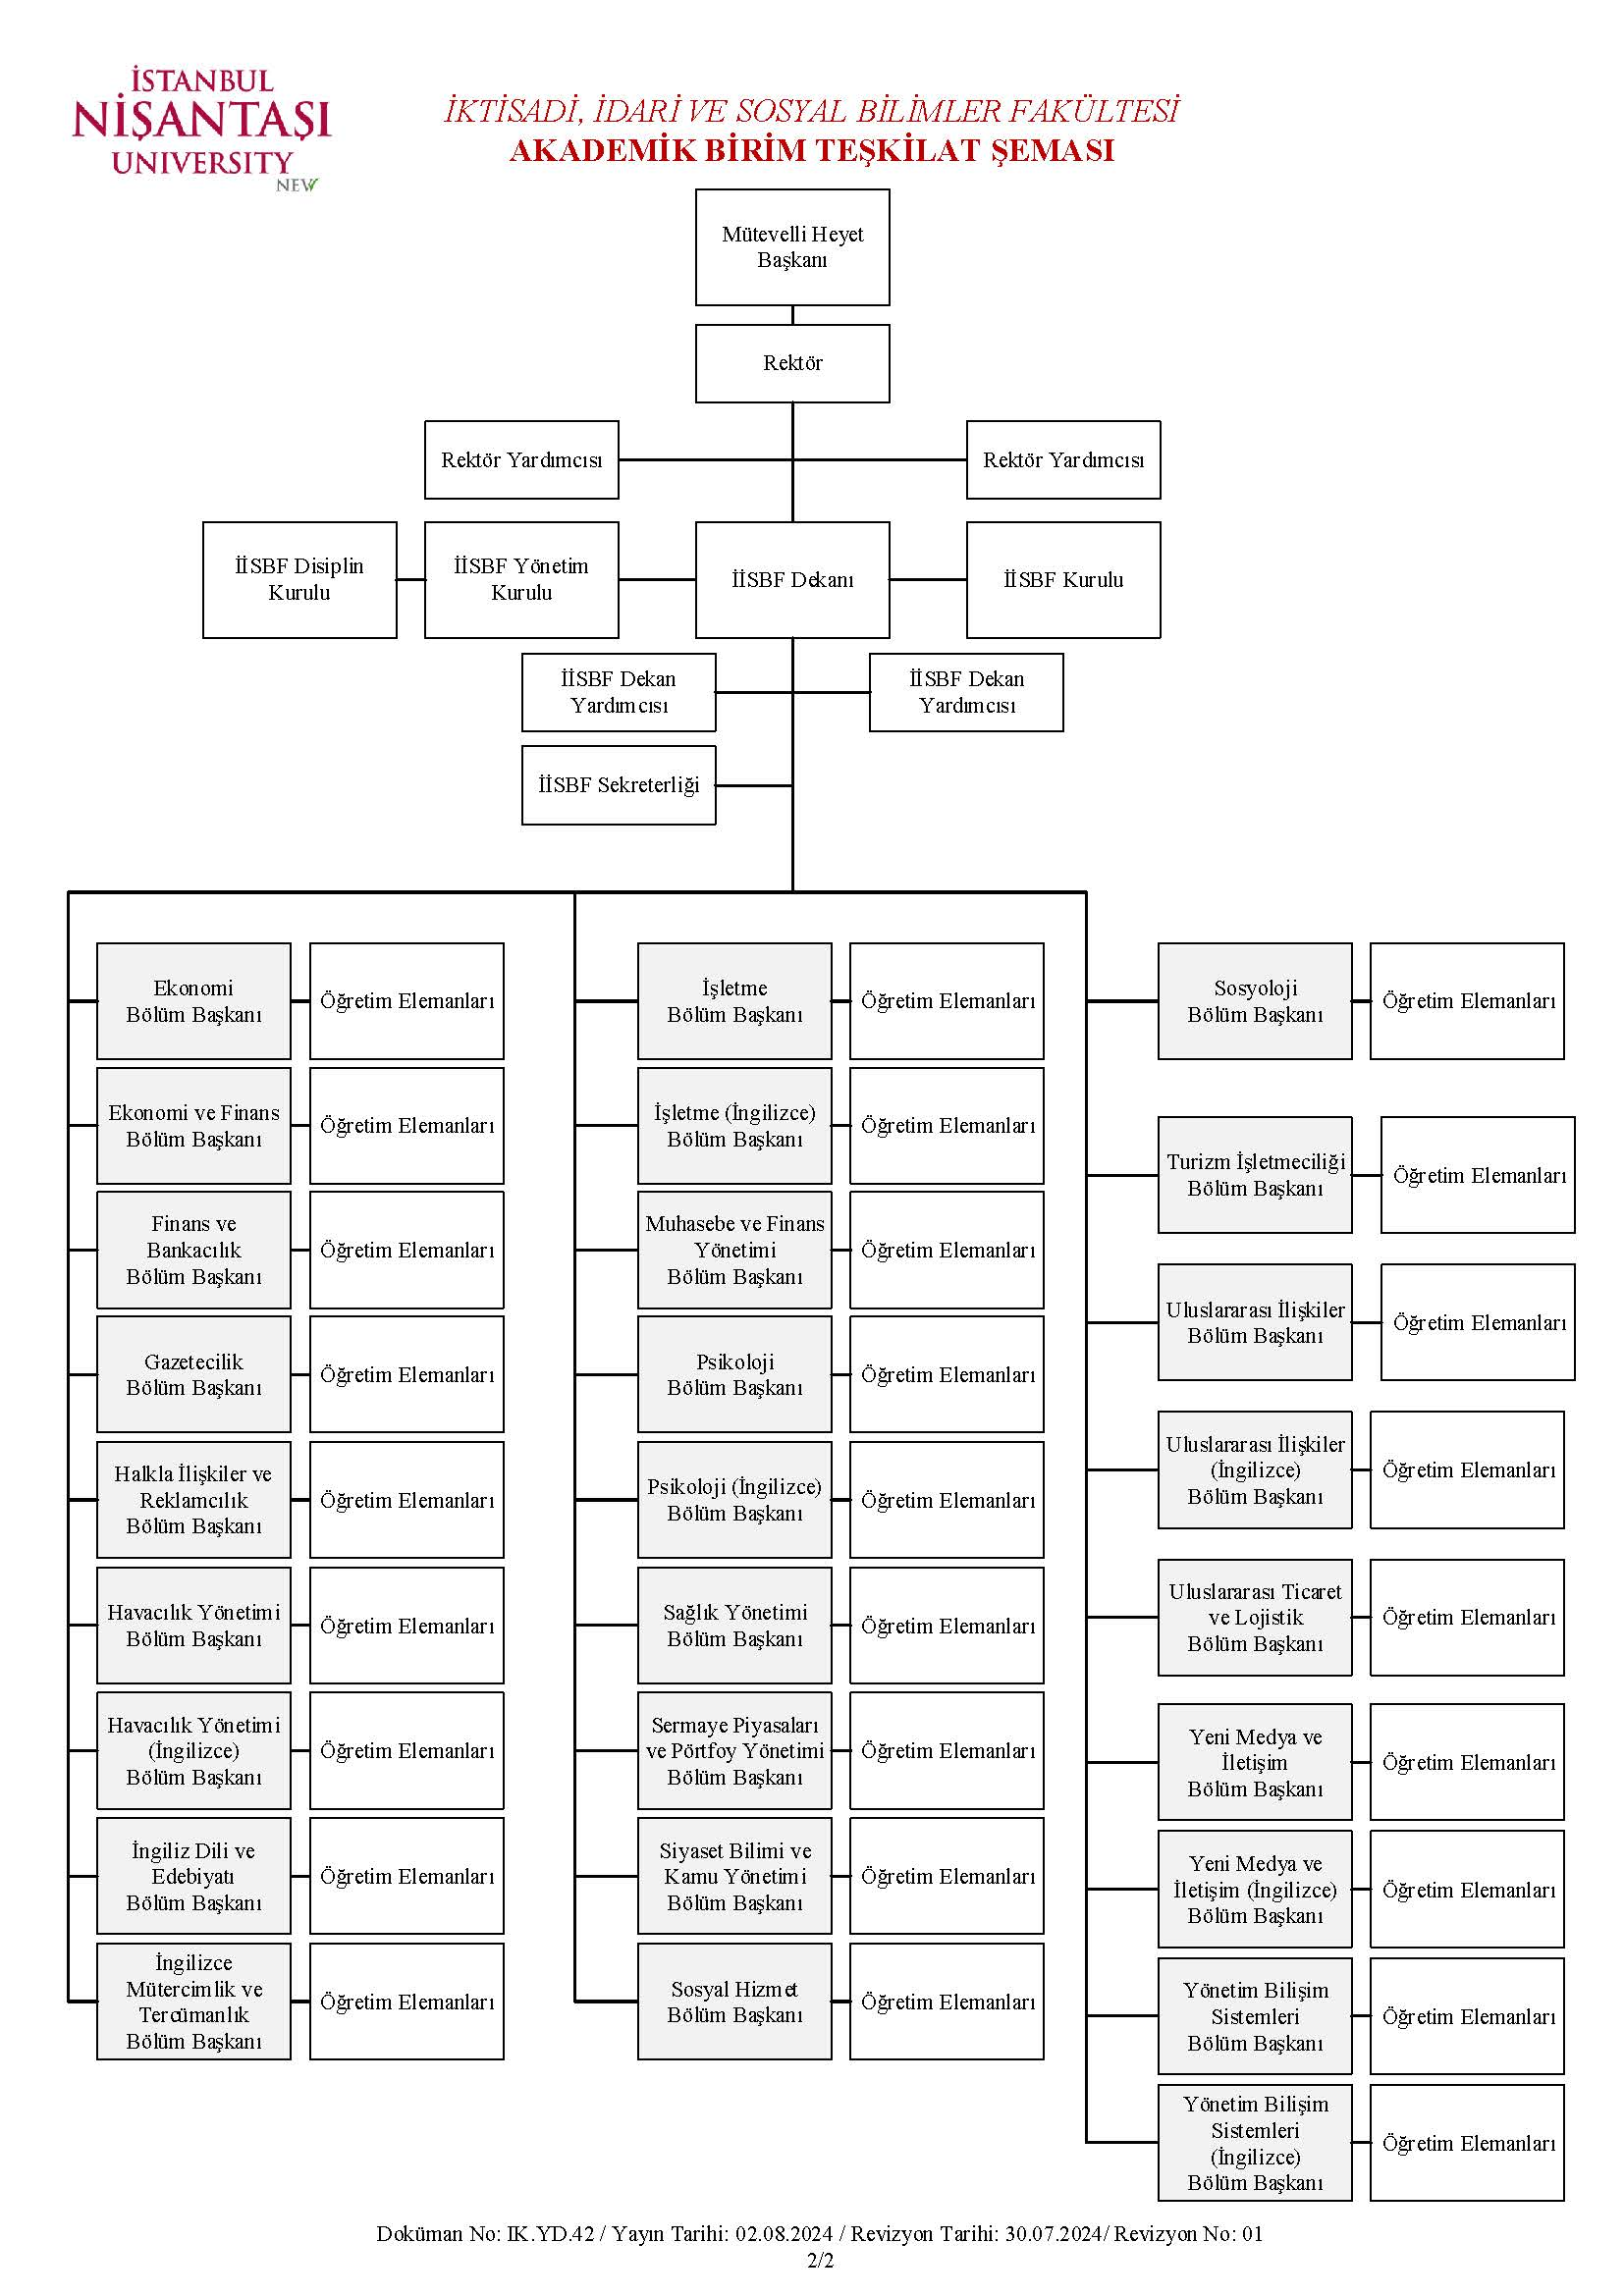 İSTANBUL
NİŞANTAŞI
UNIVERSITY
NEW
İKTİSADİ, İDARİ VE SOSYAL BİLİMLER FAKÜLTESİ
AKADEMİK BİRİM TEŞKİLAT ŞEMASI
Mütevelli Heyet
Başkanı
Rektör
Rektör Yardımcısı
Rektör Yardımcısı
İİSBF Disiplin
Kurulu
İİSBF Yönetim
Kurulu
İİSBF Dekanı
İİSBF Kurulu
İİSBF Dekan
Yardımcısı
İİSBF Dekan
Yardımcısı
İİSBF Sekreterliği
Ekonomi
Bölüm Başkanı
Öğretim Elemanları
Ekonomi ve Finans
Bölüm Başkanı
Öğretim Elemanları
Finans ve
Bankacılık
Bölüm Başkanı
Öğretim Elemanları
Gazetecilik
Bölüm Başkanı
Öğretim Elemanları
Halkla İlişkiler ve
Reklamcılık
Bölüm Başkanı
Öğretim Elemanları
Havacılık Yönetimi
Bölüm Başkanı
Öğretim Elemanları
Havacılık Yönetimi
(İngilizce)
Bölüm Başkanı
Öğretim Elemanları
İngiliz Dili ve
Edebiyatı
Bölüm Başkanı
Öğretim Elemanları
İngilizce
Mütercimlik ve
Tercümanlık
Bölüm Başkanı
Öğretim Elemanları
İşletme
Bölüm Başkanı
Öğretim Elemanları
İşletme (İngilizce)
Bölüm Başkanı
Öğretim Elemanları
Muhasebe ve Finans
Yönetimi
Bölüm Başkanı
Öğretim Elemanları
Psikoloji
Bölüm Başkanı
Öğretim Elemanları
Psikoloji (İngilizce)
Bölüm Başkanı
Öğretim Elemanları
Sağlık Yönetimi
Bölüm Başkanı
Öğretim Elemanları
Sermaye Piyasaları
ve Pörtfoy Yönetimi
Bölüm Başkanı
Öğretim Elemanları
Siyaset Bilimi ve
Kamu Yönetimi
Bölüm Başkanı
Öğretim Elemanları
Sosyal Hizmet
Bölüm Başkanı
Öğretim Elemanları
Sosyoloji
Bölüm Başkanı
Öğretim Elemanları
Turizm İşletmeciliği
Bölüm Başkanı
Öğretim Elemanları
Uluslararası İlişkiler
Bölüm Başkanı
Öğretim Elemanları
Uluslararası İlişkiler
(İngilizce)
Bölüm Başkanı
Öğretim Elemanları
Uluslararası Ticaret
ve Lojistik
Bölüm Başkanı
Öğretim Elemanları
Yeni Medya ve
İletişim
Bölüm Başkanı
Öğretim Elemanları
Yeni Medya ve
İletişim (İngilizce)
Bölüm Başkanı
Öğretim Elemanları
Yönetim Bilişim
Sistemleri
Bölüm Başkanı
Öğretim Elemanları
Yönetim Bilişim
Sistemleri
(İngilizce)
Bölüm Başkanı
Öğretim Elemanları
Doküman No: IK.YD.42 / Yayın Tarihi: 02.08.2024 / Revizyon Tarihi: 30.07.2024/ Revizyon No: 01
2/2